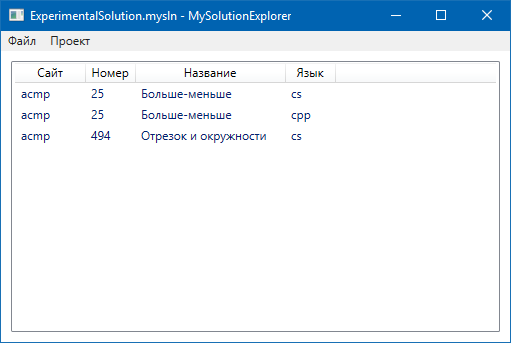 ExperimentalSolution.mysln - MySolutionExplorer
Файл Проект
Сайт Номер Название Язык
acmp 25 Больше-меньше cs
acmp 25 Больше-меньше cpp
acmp 494 Отрезок и окружности cs